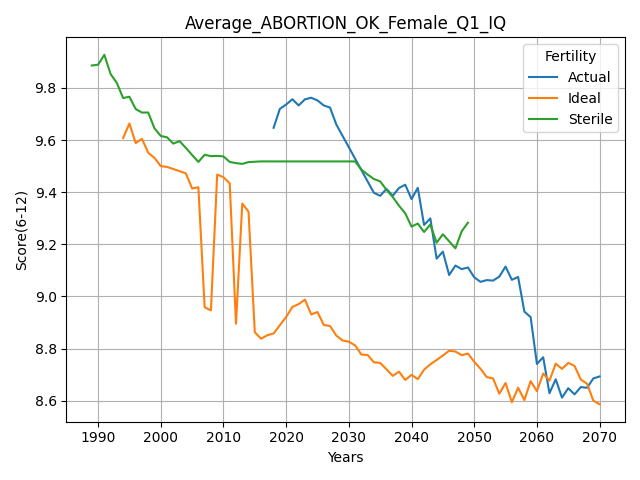 Average_ABORTION_OK_Female_Q1_IQ
Fertility
Actual
Ideal
Sterile
Score(6-12)
9.8
9.6
9.4
9.2
9.0
8.8
8.6
1990 2000 2010 2020 2030 2040 2050 2060 2070
Years